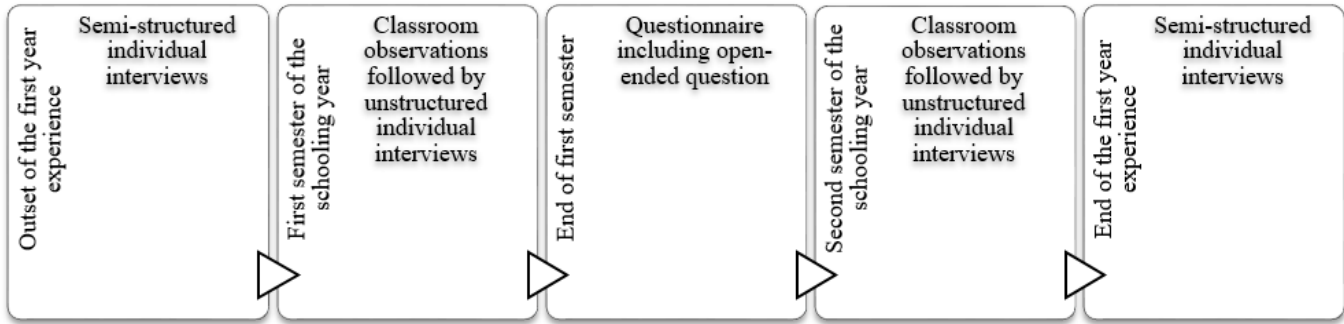 Outset of the first year
experience
Semi-structured
individual
interviews
First semester of the
schooling year
Classroom
observations
followed by
unstructured
individual
interviews
End of first semester
Questionnaire
including open-
ended question
Second semester of the
schooling year
Classroom
observations
followed by
unstructured
individual
interviews
End of the first year
experience
Semi-structured
individual
interviews